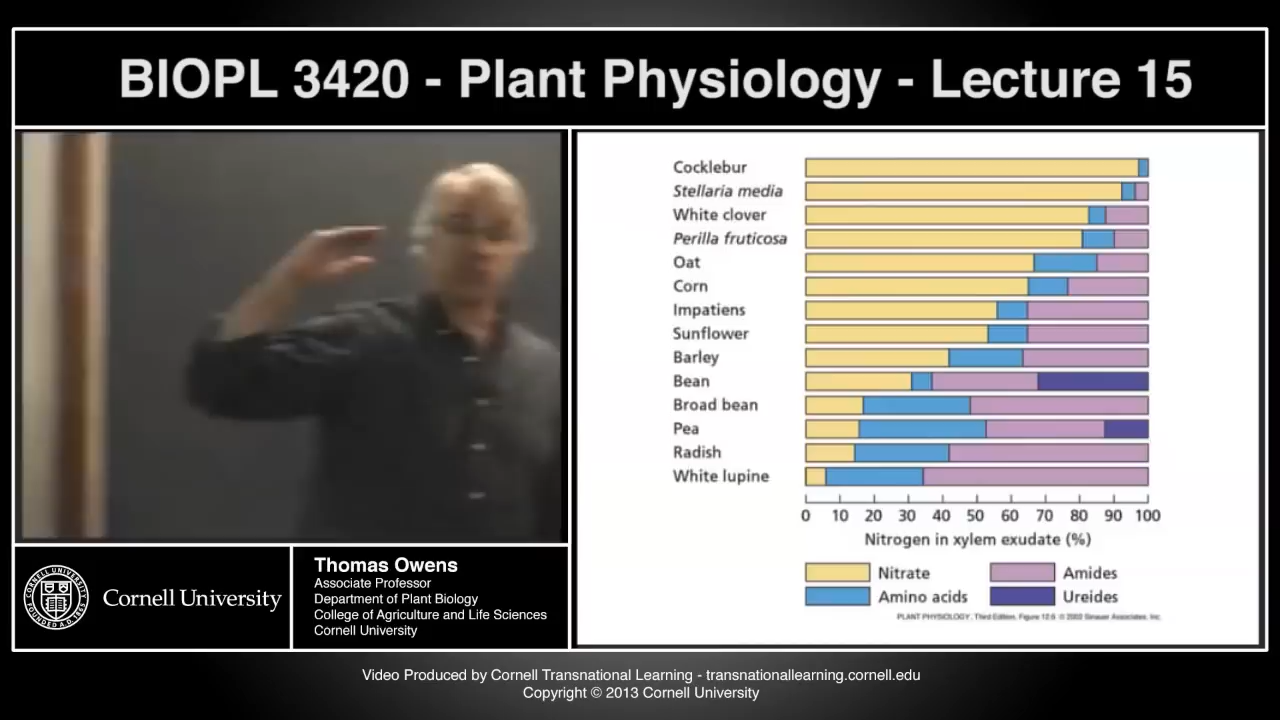 BIOPL 3420 - Plant Physiology - Lecture 15
Cocklebur
Stellaria media
White clover
Perilla fruticosa
Oat
Corn
Impatiens
Sunflower
Barley
Bean
Broad bean
Pea
Radish
White lupine
0 10 20 30 40 50 60 70 80 90 100
Nitrogen in xylem exudate (%)
Nitrate
Amides
Amino acids
Ureides
PLANT PHYSIOLOGY, Third Edition, Figure 12.6 © 2002 Sinauer Associates, Inc.
CORNELL UNIVERSITY
FOUNDED A.D. 1865
Cornell University
Thomas Owens
Associate Professor
Department of Plant Biology
College of Agriculture and Life Sciences
Cornell University
Video Produced by Cornell Transnational Learning - transnationallearning.cornell.edu
Copyright © 2013 Cornell University